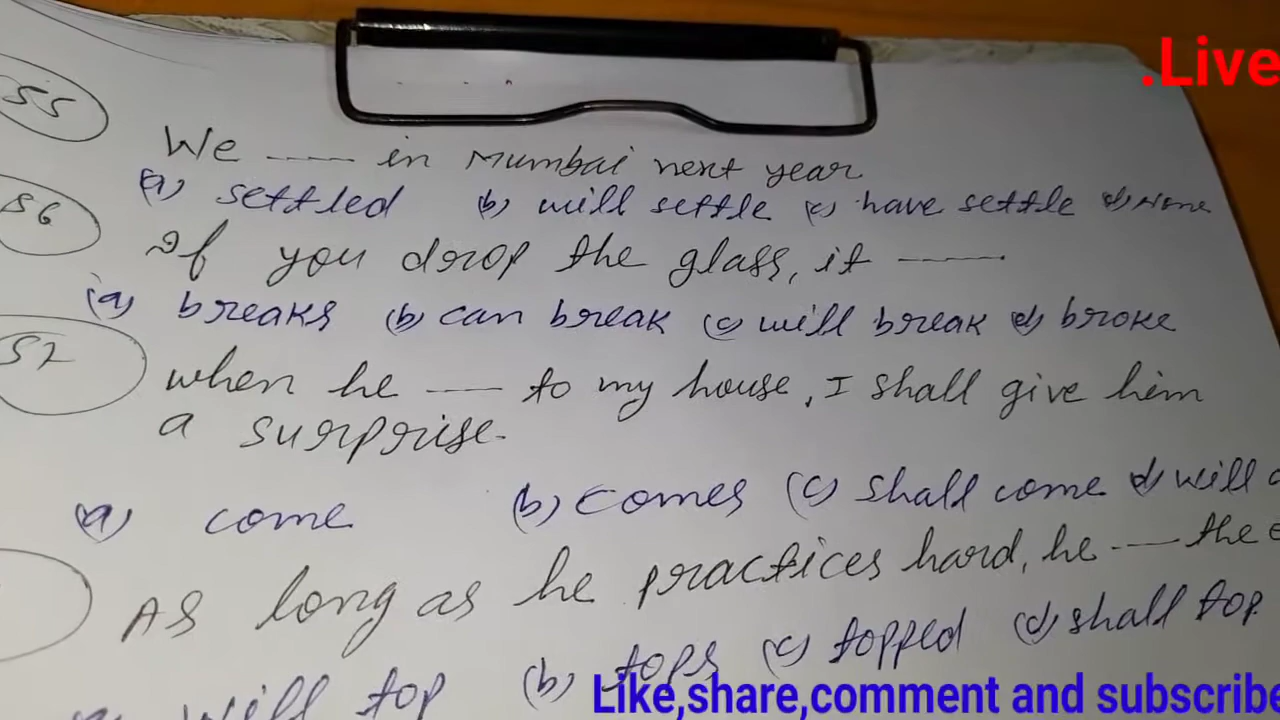 .Live
55
We ---- in Mumbai next year
(a) settled (b) will settle (c) have settle (d) None
56
If you drop the glass, it ----
(a) breaks (b) can break (c) will break (d) broke
57
when he ---- to my house, I shall give him
a surprise.
(a) come (b) comes (c) shall come (d) will
As long as he practices hard, he ---- the
will top (b) tops (c) topped (d) shall top
Like,share,comment and subscribe